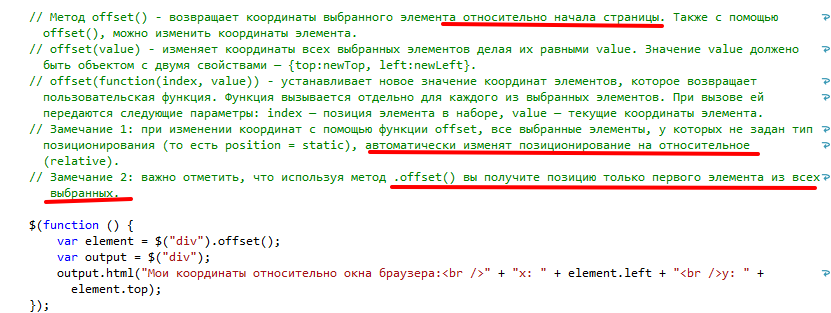 // Метод offset() - возвращает координаты выбранного элемента относительно начала страницы. Также с помощью
offset(), можно изменить координаты элемента.
// offset(value) - изменяет координаты всех выбранных элементов делая их равными value. Значение value должено
быть объектом с двумя свойствами — {top:newTop, left:newLeft}.
// offset(function(index, value)) - устанавливает новое значение координат элементов, которое возвращает
пользовательская функция. Функция вызывается отдельно для каждого из выбранных элементов. При вызове ей
передаются следующие параметры: index — позиция элемента в наборе, value — текущие координаты элемента.
// Замечание 1: при изменении координат с помощью функции offset, все выбранные элементы, у которых не задан тип
позиционирования (то есть position = static), автоматически изменят позиционирование на относительное
(relative).
// Замечание 2: важно отметить, что используя метод .offset() вы получите позицию только первого элемента из всех
выбранных.
$(function () {
var element = $("div").offset();
var output = $("div");
output.html("Мои координаты относительно окна браузера:<br />" + "x: " + element.left + "<br />y: " +
element.top);
});